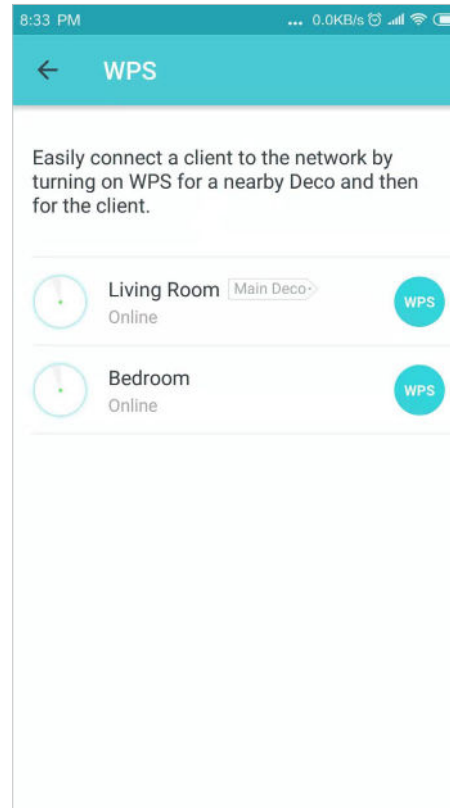 8:33 PM ... 0.0KB/s
WPS
Easily connect a client to the network by
turning on WPS for a nearby Deco and then
for the client.
Living Room Main Deco
Online
WPS
Bedroom
Online
WPS